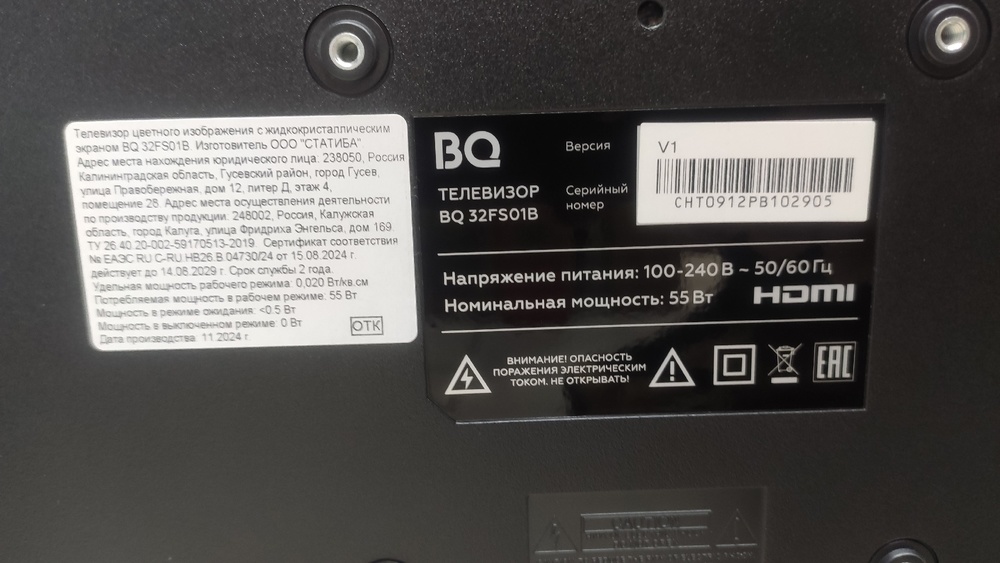 Телевизор цветного изображения с жидкокристаллическим
экраном BQ 32FS01B. Изготовитель ООО "СТАТИБА"
Адрес места нахождения юридического лица: 238050, Россия
Калининградская область, Гусевский район, город Гусев,
улица Правобережная, дом 12, литер Д, этаж 4,
помещение 28. Адрес места осуществления деятельности
по производству продукции: 248002, Россия, Калужская
область, город Калуга, улица Фридриха Энгельса, дом 169.
ТУ 26.40.20-002-59170513-2019. Сертификат соответствия
№ ЕАЭС RU С-RU.НВ26.В.04730/24 от 15.08.2024 г.
действует до 14.08.2029 г. Срок службы 2 года.
Удельная мощность рабочего режима: 0,020 Вт/кв.см
Потребляемая мощность в рабочем режиме: 55 Вт
Мощность в режиме ожидания: <0.5 Вт
Мощность в выключенном режиме: 0 Вт
Дата производства: 11.2024 г.
ОТК
BQ
ТЕЛЕВИЗОР
BQ 32FS01B
Версия
Серийный
номер
V1
CHT0912PB102905
Напряжение питания: 100-240 В ~ 50/60 Гц
Номинальная мощность: 55 Вт
HDMI
ВНИМАНИЕ! ОПАСНОСТЬ
ПОРАЖЕНИЯ ЭЛЕКТРИЧЕСКИМ
ТОКОМ. НЕ ОТКРЫВАТЬ!
EAC
CAUTION